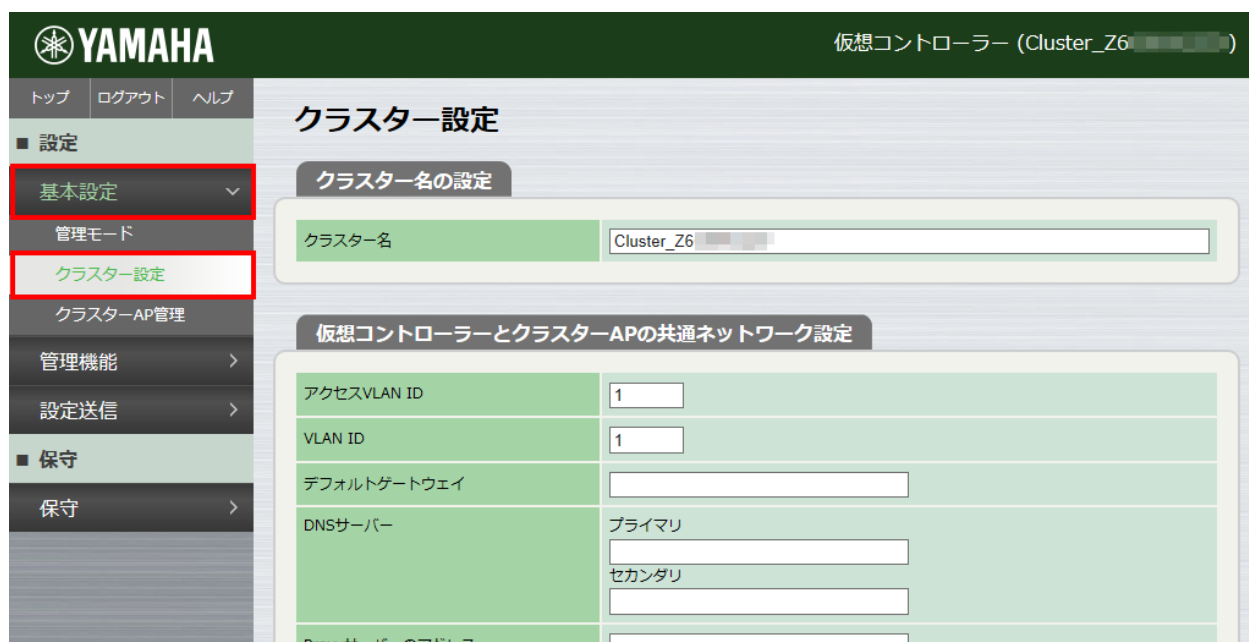 YAMAHA
仮想コントローラー (Cluster_Z6 )
トップ ログアウト ヘルプ
■ 設定
基本設定
管理モード
クラスター設定
クラスターAP管理
管理機能
設定送信
■ 保守
保守
クラスター設定
クラスター名の設定
クラスター名 Cluster_Z6
仮想コントローラーとクラスターAPの共通ネットワーク設定
アクセスVLAN ID 1
VLAN ID 1
デフォルトゲートウェイ
DNSサーバー プライマリ
セカンダリ